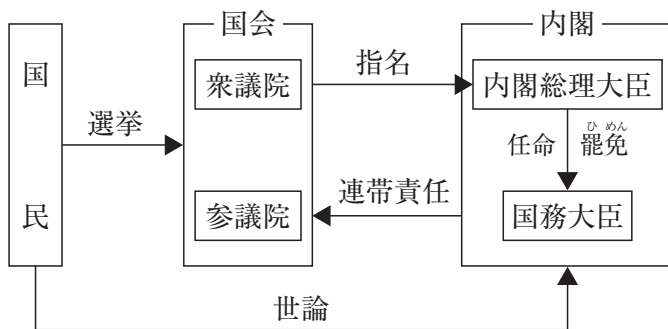 国民
選挙
国会
衆議院
参議院
指名
連帯責任
内閣
内閣総理大臣
任命 罷免
ひ めん
国務大臣
世論